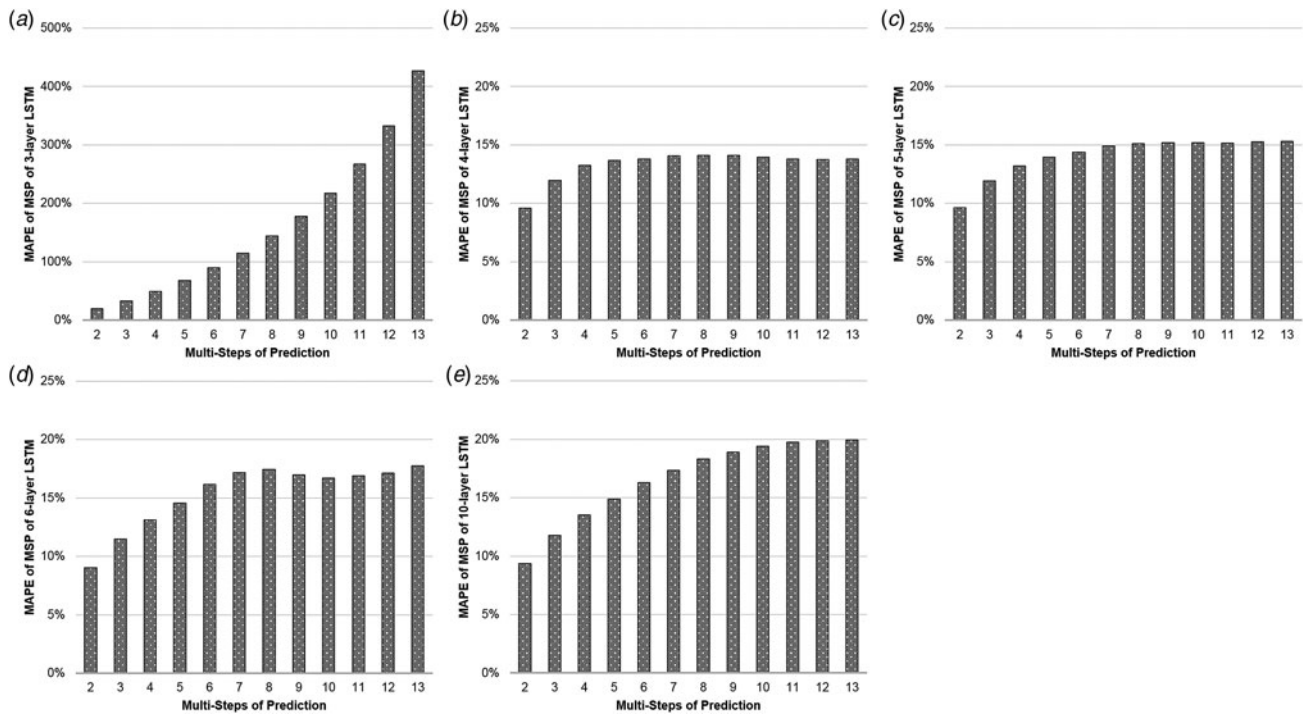 (a)
500%
400%
300%
200%
100%
0%
MAPE of MSP of 3-layer LSTM
2 3 4 5 6 7 8 9 10 11 12 13
Multi-Steps of Prediction
(b)
25%
20%
15%
10%
5%
0%
MAPE of MSP of 4-layer LSTM
2 3 4 5 6 7 8 9 10 11 12 13
Multi-Steps of Prediction
(c)
25%
20%
15%
10%
5%
0%
MAPE of MSP of 5-layer LSTM
2 3 4 5 6 7 8 9 10 11 12 13
Multi-Steps of Prediction
(d)
25%
20%
15%
10%
5%
0%
MAPE of MSP of 6-layer LSTM
2 3 4 5 6 7 8 9 10 11 12 13
Multi-Steps of Prediction
(e)
25%
20%
15%
10%
5%
0%
MAPE of MSP of 10-layer LSTM
2 3 4 5 6 7 8 9 10 11 12 13
Multi-Steps of Prediction